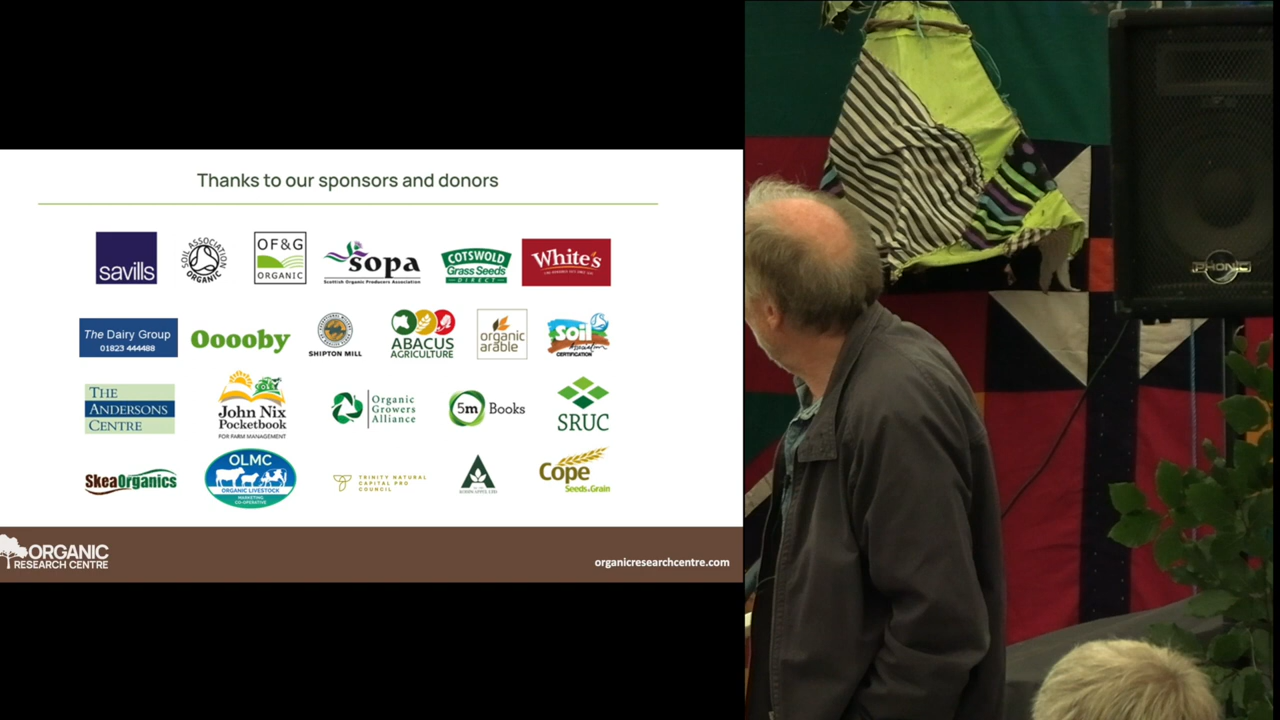 Thanks to our sponsors and donors
savills
SOIL ASSOCIATION
ORGANIC
OF&G
ORGANIC
sopa
Scottish Organic Producers Association
COTSWOLD
Grass Seeds
DIRECT
White's
The Dairy Group
01823 444488
Ooooby
SHIPTON MILL
ABACUS
AGRICULTURE
organic
arable
soil
Association
CERTIFICATION
THE
ANDERSONS
CENTRE
John Nix
Pocketbook
FOR FARM MANAGEMENT
Organic
Growers
Alliance
5m Books
SRUC
SkeaOrganics
OLMC
ORGANIC LIVESTOCK
MARKETING
CO-OPERATIVE
TRINITY NATURAL
CAPITAL PRO
COUNCIL
Cope
Seeds & Grain
ORGANIC
RESEARCH CENTRE
organicresearchcentre.com
PHONIC